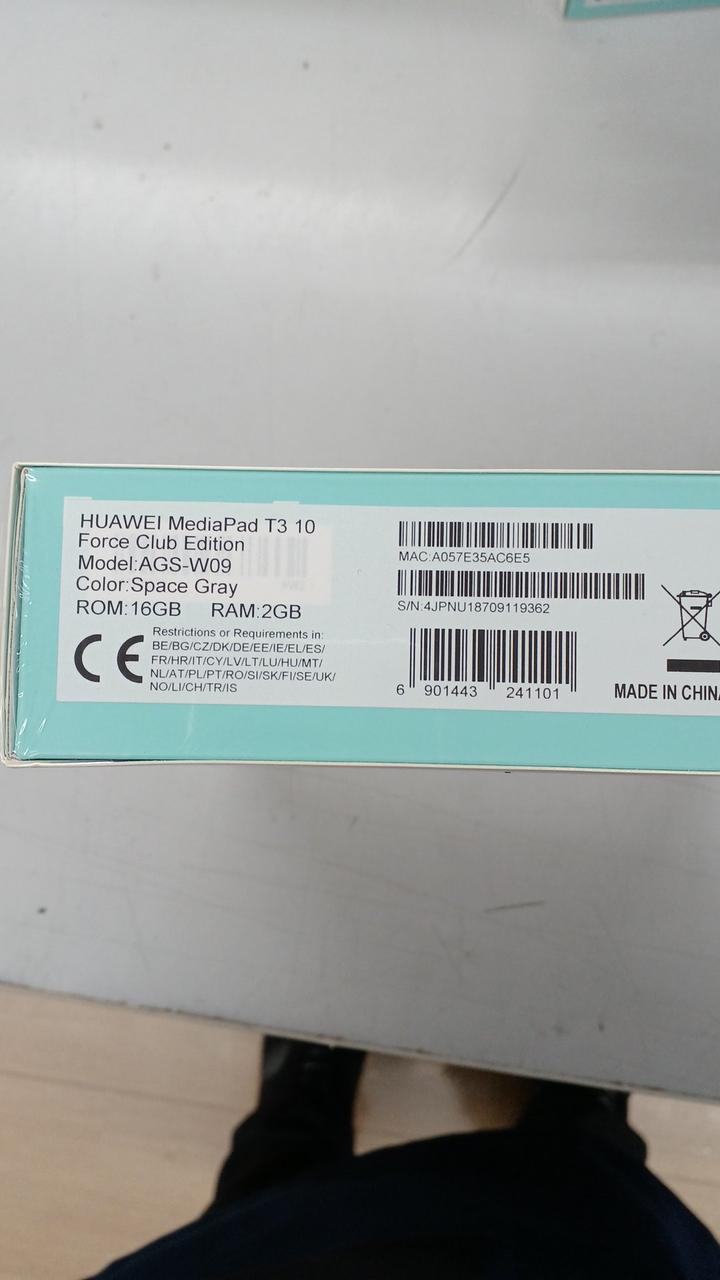 HUAWEI MediaPad T3 10
Force Club Edition
Model:AGS-W09
Color:Space Gray
ROM:16GB RAM:2GB
Restrictions or Requirements in:
BE/BG/CZ/DK/DE/EE/IE/EL/ES/
FR/HR/IT/CY/LV/LT/LU/HU/MT/
NL/AT/PL/PT/RO/SI/SK/FI/SE/UK/
NO/LI/CH/TR/IS
CE
MAC:A057E35AC6E5
S/N:4JPNU18709119362
6 901443 241101
MADE IN CHINA